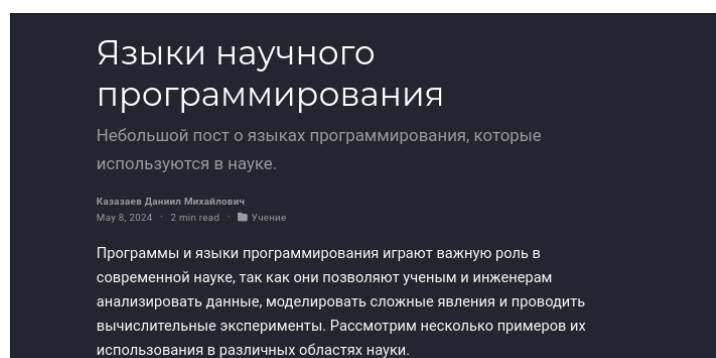 Языки научного
программирования
Небольшой пост о языках программирования, которые
используются в науке.
Казазаев Даниил Михайлович
May 8, 2024 · 2 min read · Учение
Программы и языки программирования играют важную роль в
современной науке, так как они позволяют ученым и инженерам
анализировать данные, моделировать сложные явления и проводить
вычислительные эксперименты. Рассмотрим несколько примеров их
использования в различных областях науки.